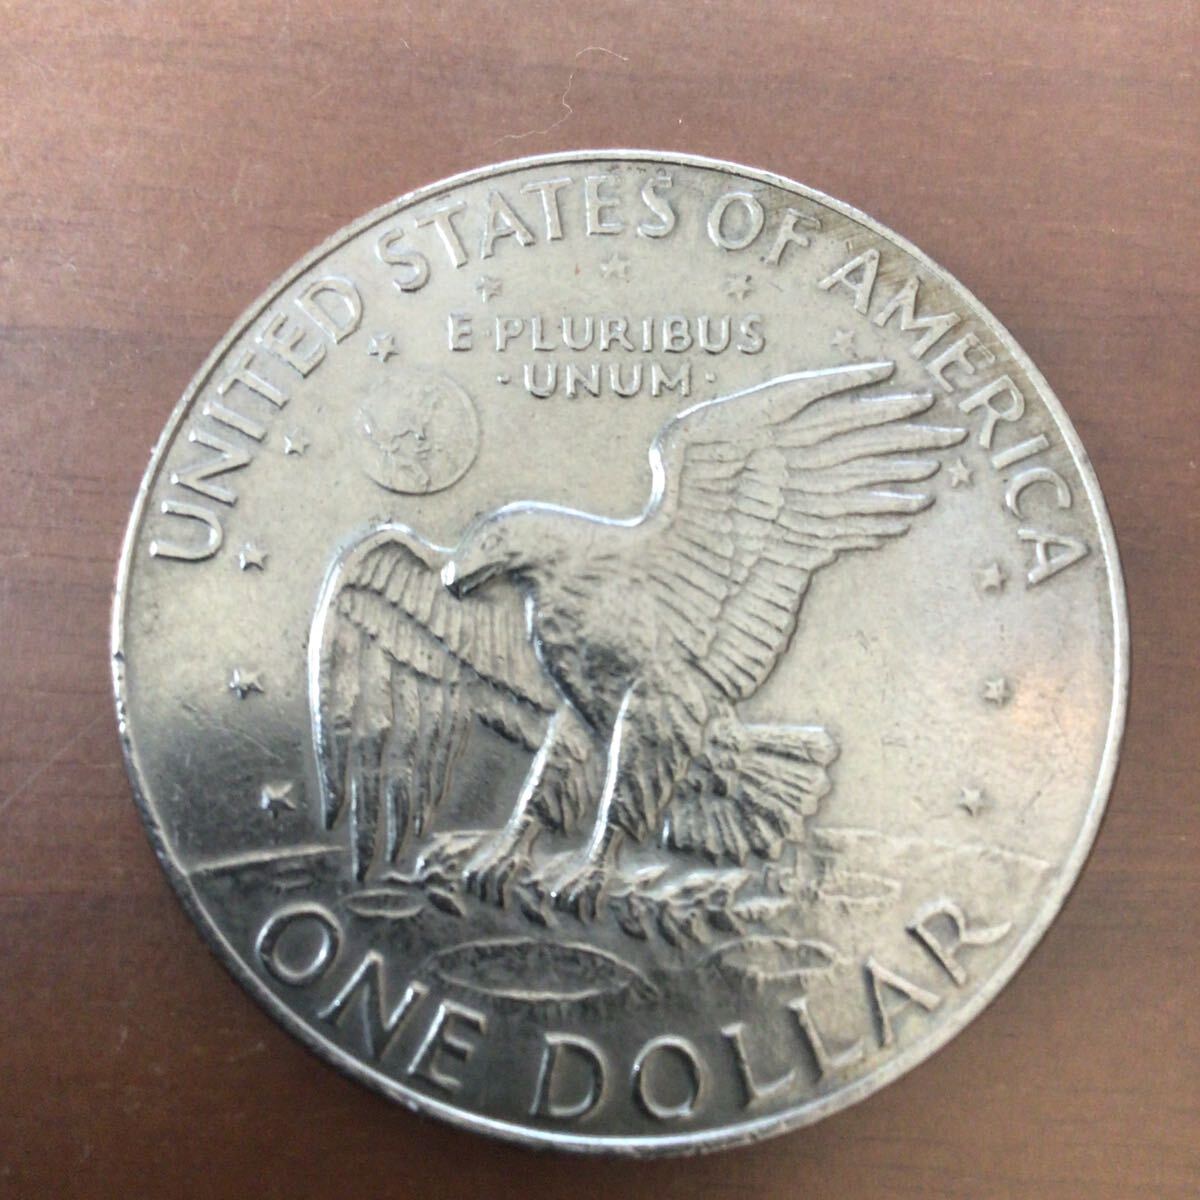 UNITED STATES OF AMERICA
E·PLURIBUS
·UNUM·
ONE DOLLAR